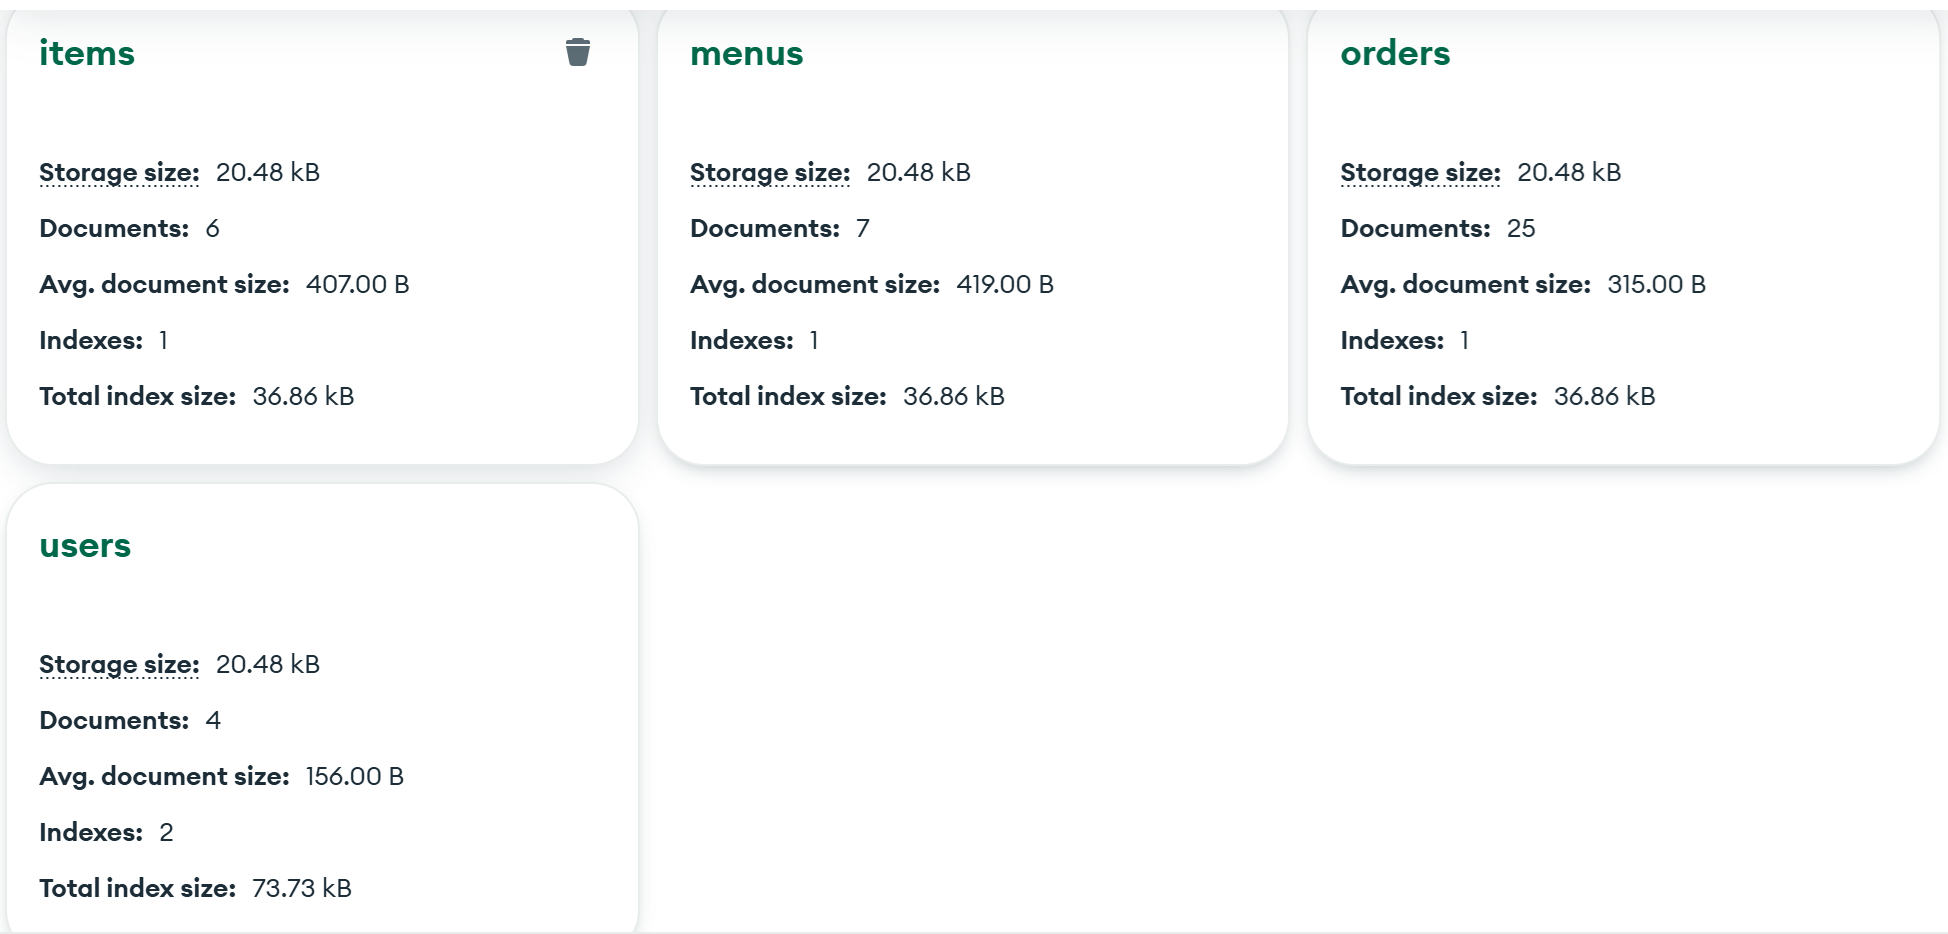 items
Storage size: 20.48 kB
Documents: 6
Avg. document size: 407.00 B
Indexes: 1
Total index size: 36.86 kB
menus
Storage size: 20.48 kB
Documents: 7
Avg. document size: 419.00 B
Indexes: 1
Total index size: 36.86 kB
orders
Storage size: 20.48 kB
Documents: 25
Avg. document size: 315.00 B
Indexes: 1
Total index size: 36.86 kB
users
Storage size: 20.48 kB
Documents: 4
Avg. document size: 156.00 B
Indexes: 2
Total index size: 73.73 kB